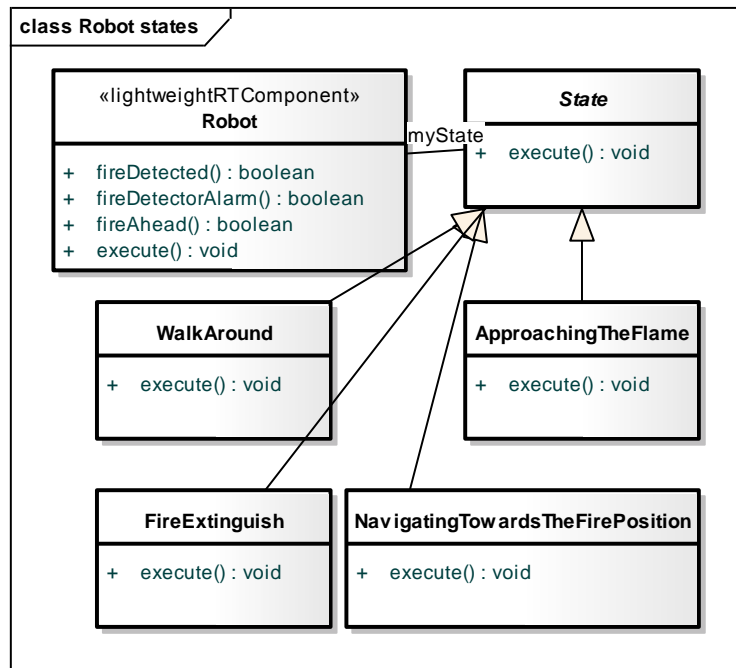 class Robot states
«lightweightRTComponent»
Robot
+ fireDetected() : boolean
+ fireDetectorAlarm() : boolean
+ fireAhead() : boolean
+ execute() : void
myState
State
+ execute() : void
WalkAround
+ execute() : void
ApproachingTheFlame
+ execute() : void
FireExtinguish
+ execute() : void
NavigatingTowardsTheFirePosition
+ execute() : void